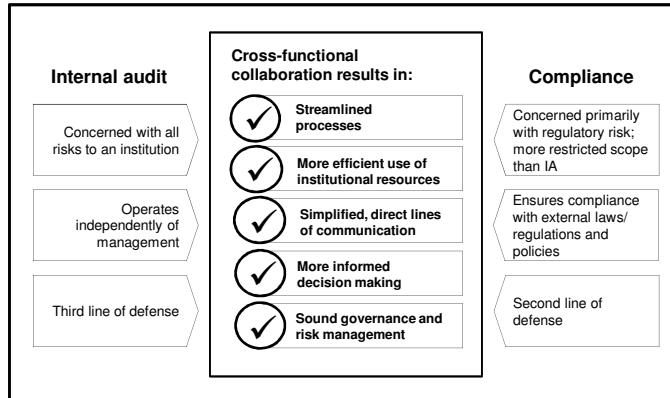 Internal audit
Concerned with all
risks to an institution
Operates
independently of
management
Third line of defense
Cross-functional
collaboration results in:
Streamlined
processes
More efficient use of
institutional resources
Simplified, direct lines
of communication
More informed
decision making
Sound governance and
risk management
Compliance
Concerned primarily
with regulatory risk;
more restricted scope
than IA
Ensures compliance
with external laws/
regulations and
policies
Second line of
defense